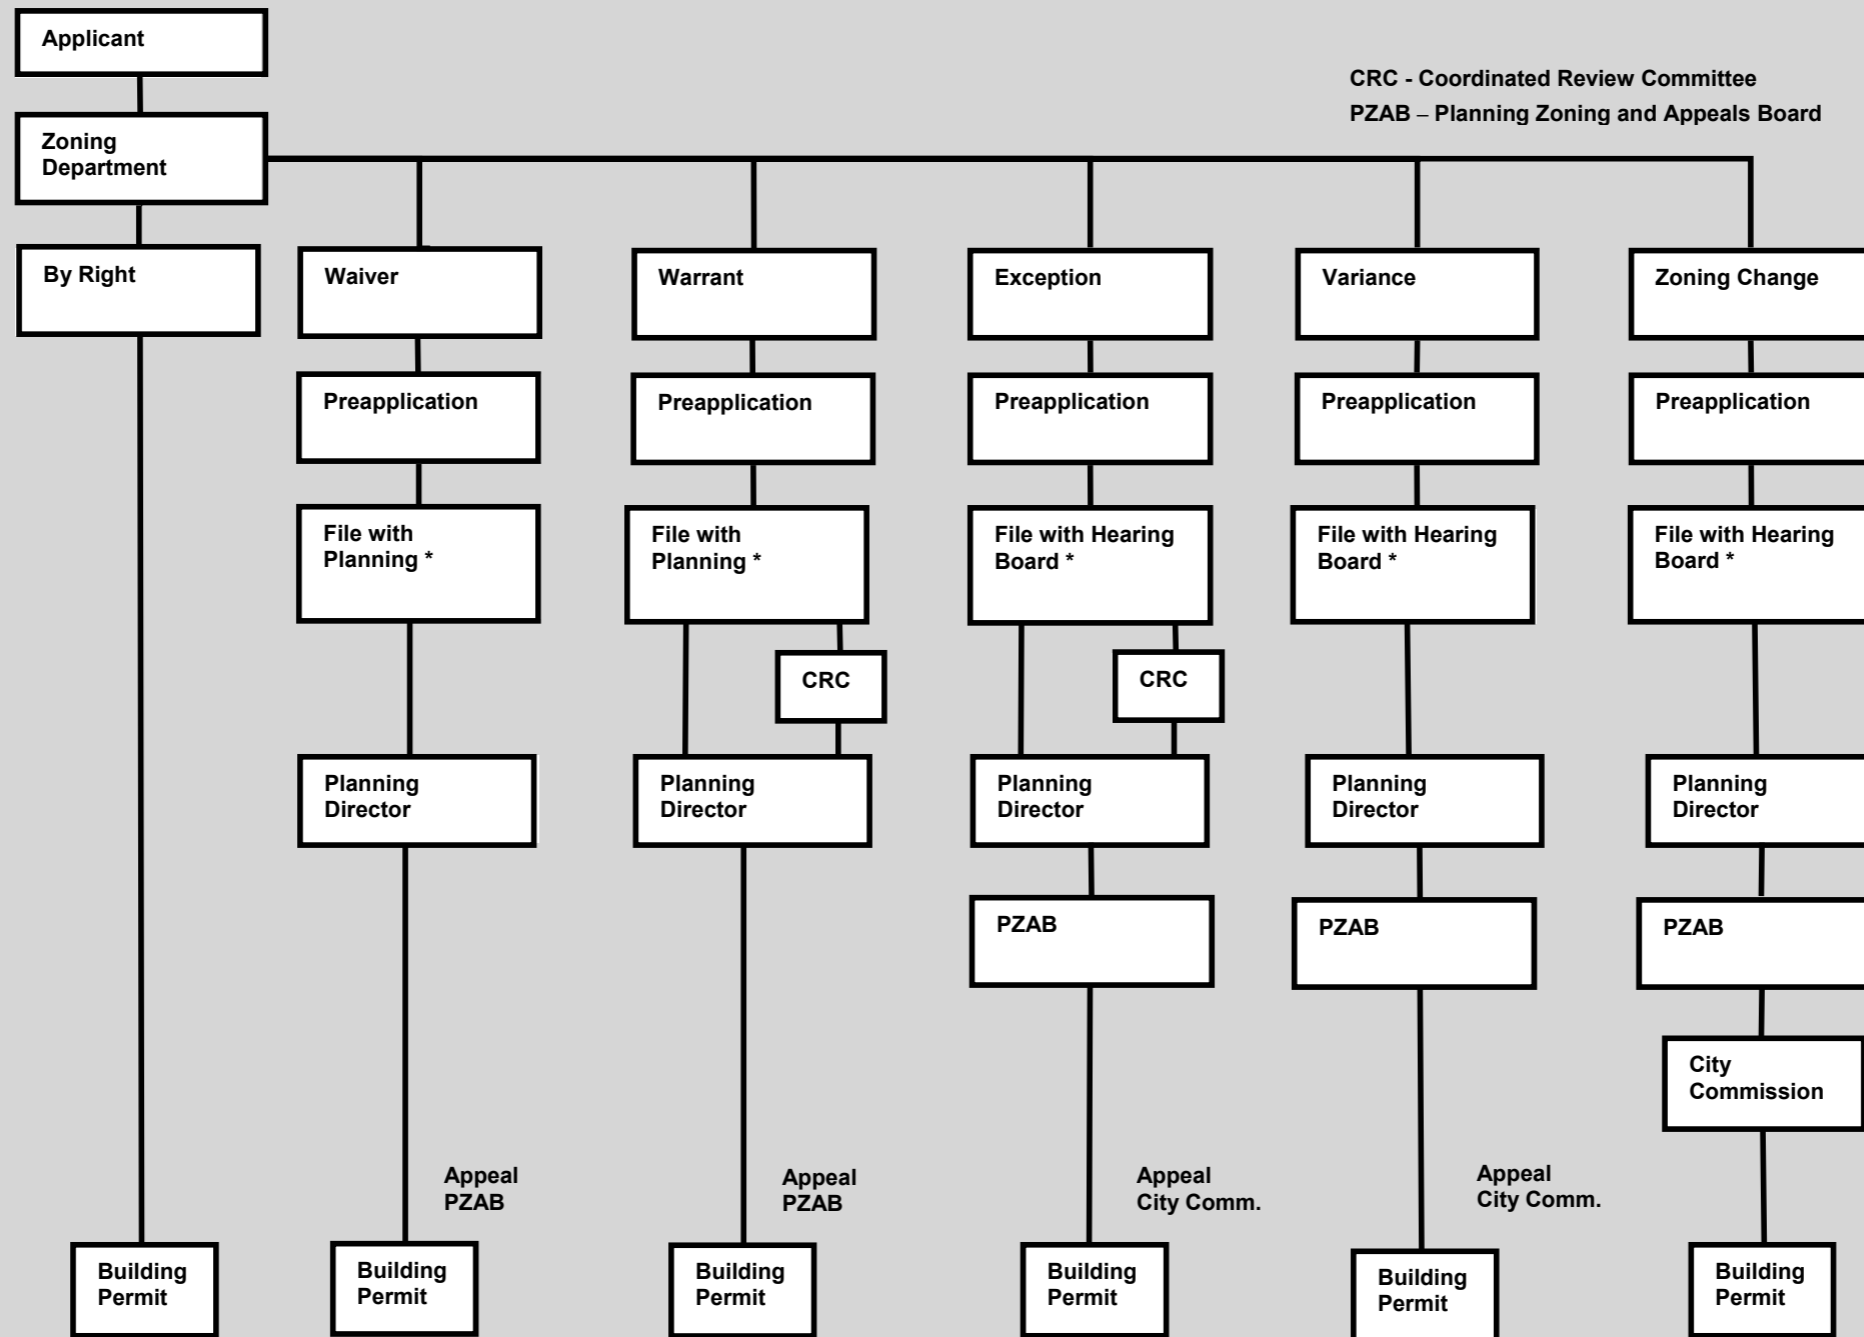 Applicant
CRC - Coordinated Review Committee
PZAB – Planning Zoning and Appeals Board
Zoning
Department
By Right
Waiver
Warrant
Exception
Variance
Zoning Change
Preapplication
Preapplication
Preapplication
Preapplication
Preapplication
File with
Planning *
File with
Planning *
File with Hearing
Board *
File with Hearing
Board *
File with Hearing
Board *
CRC
CRC
Planning
Director
Planning
Director
Planning
Director
Planning
Director
Planning
Director
PZAB
PZAB
PZAB
City
Commission
Appeal
PZAB
Appeal
PZAB
Appeal
City Comm.
Appeal
City Comm.
Building
Permit
Building
Permit
Building
Permit
Building
Permit
Building
Permit
Building
Permit